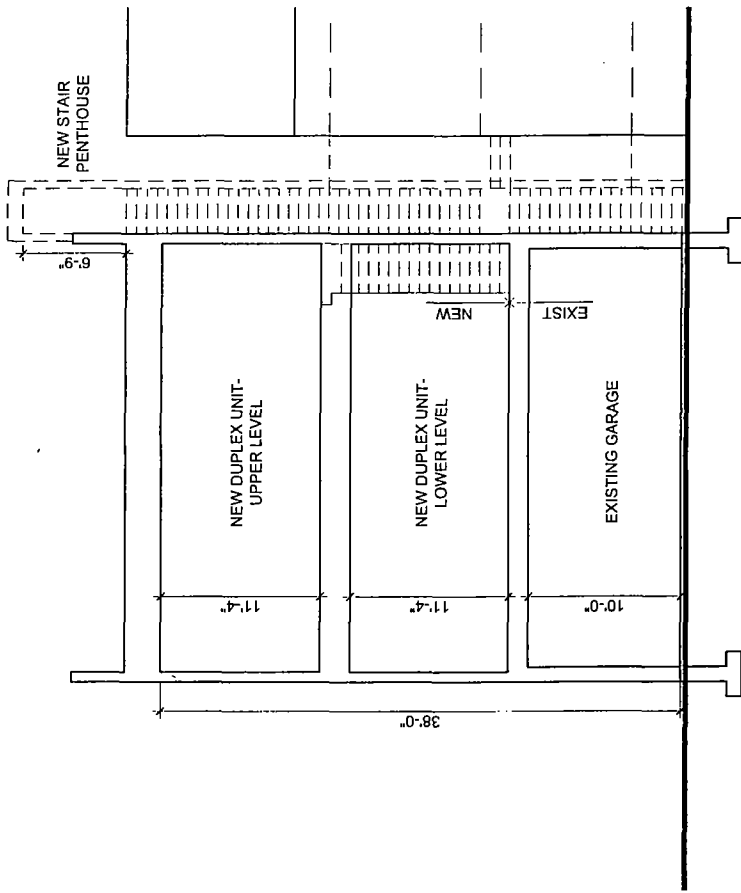 NEW STAIR
PENTHOUSE
6'-9"
NEW DUPLEX UNIT-
UPPER LEVEL
11'-4"
NEW
EXIST
NEW DUPLEX UNIT-
LOWER LEVEL
11'-4"
EXISTING GARAGE
10'-0"
38'-0"